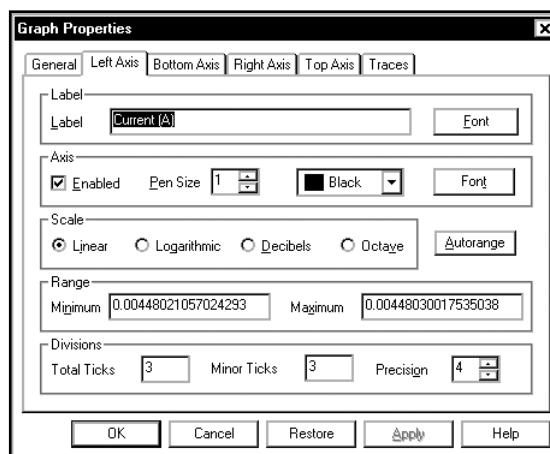 Graph Properties
General Left Axis Bottom Axis Right Axis Top Axis Traces
Label
Label Current (A) Font
Axis
Enabled Pen Size 1 Black Font
Scale
Linear Logarithmic Decibels Octave Autorange
Range
Minimum 0.00448021057024293 Maximum 0.00448030017535038
Divisions
Total Ticks 3 Minor Ticks 3 Precision 4
OK Cancel Restore Apply Help